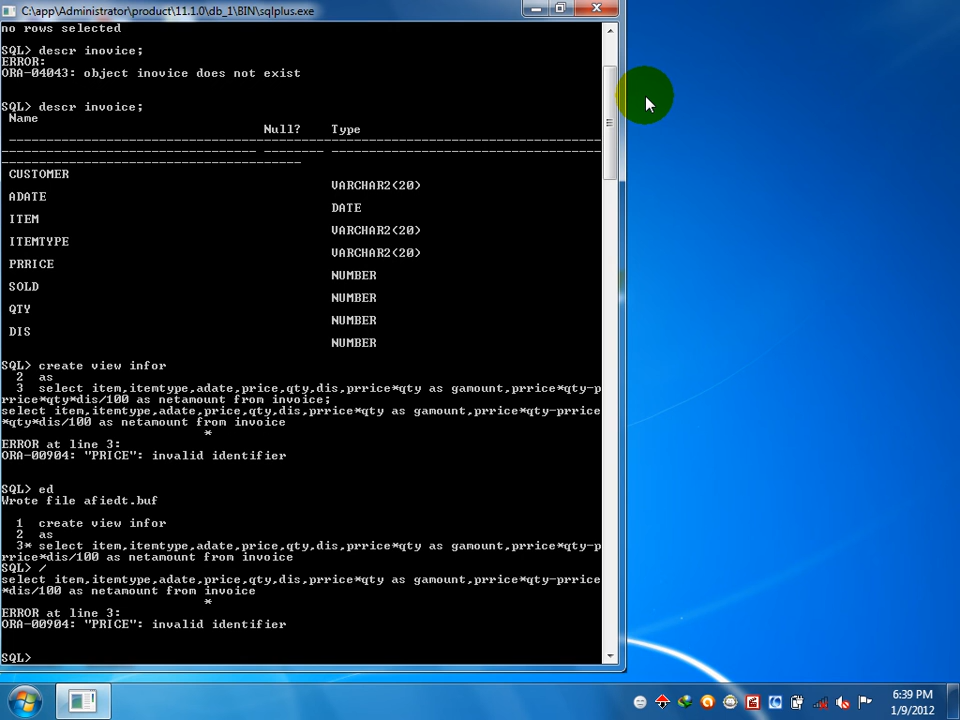 C:\app\Administrator\product\11.1.0\db_1\BIN\sqlplus.exe
no rows selected
SQL> descr inovice;
ERROR:
ORA-04043: object inovice does not exist
SQL> descr invoice;
Name
Null? Type
CUSTOMER
VARCHAR2(20)
ADATE
DATE
ITEM
VARCHAR2(20)
ITEMTYPE
VARCHAR2(20)
PRRICE
NUMBER
SOLD
NUMBER
QTY
NUMBER
DIS
NUMBER
SQL> create view infor
2 as
3 select item,itemtype,adate,price,qty,dis,prrice*qty as gamount,prrice*qty-p
rrice*qty*dis/100 as netamount from invoice;
select item,itemtype,adate,price,qty,dis,prrice*qty as gamount,prrice*qty-prrice
*qty*dis/100 as netamount from invoice
*
ERROR at line 3:
ORA-00904: "PRICE": invalid identifier
SQL> ed
Wrote file afiedt.buf
1 create view infor
2 as
3* select item,itemtype,adate,price,qty,dis,prrice*qty as gamount,prrice*qty-p
rrice*dis/100 as netamount from invoice
SQL> /
select item,itemtype,adate,price,qty,dis,prrice*qty as gamount,prrice*qty-prrice
*dis/100 as netamount from invoice
*
ERROR at line 3:
ORA-00904: "PRICE": invalid identifier
SQL>
6:39 PM
1/9/2012